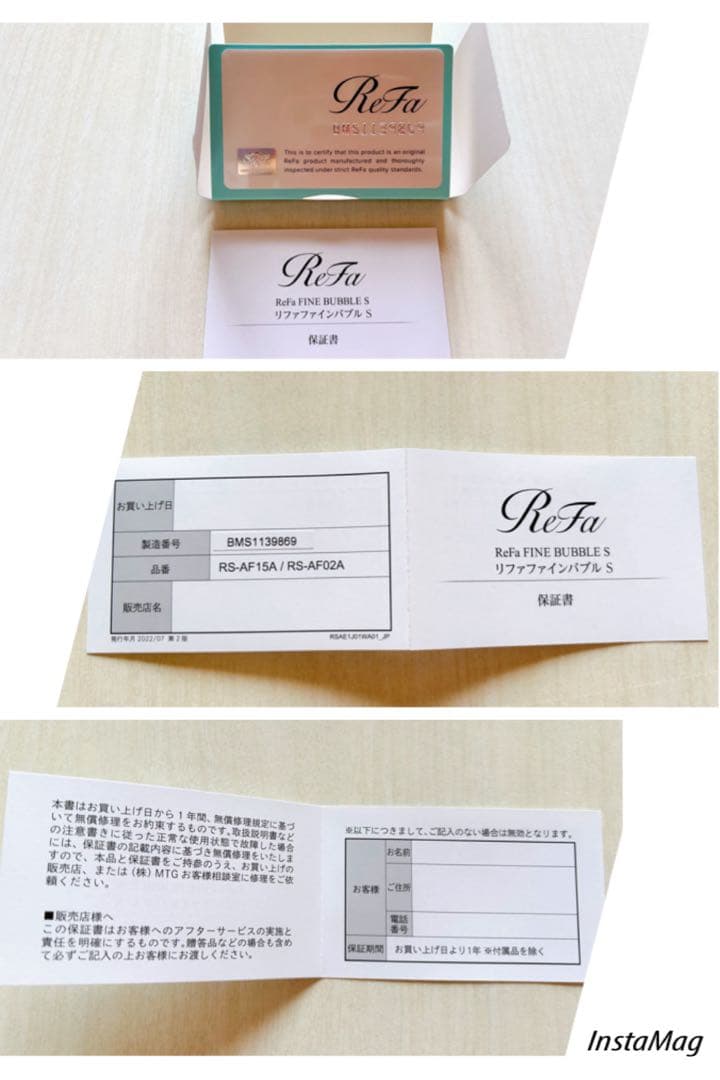 ReFa
BMS1139869
This is to certify that this product is an original
ReFa product manufactured and thoroughly
inspected under strict ReFa quality standards.
ReFa
ReFa FINE BUBBLE S
リファファインバブル S
保証書
お買い上げ日
製造番号 BMS1139869
品番 RS-AF15A / RS-AF02A
販売店名
発行年月 2022/07 第2版 RSAE1J01WA01_JP
ReFa
ReFa FINE BUBBLE S
リファファインバブル S
保証書
本書はお買い上げ日から1年間、無償修理規定に基づ
いて無償修理をお約束するものです。取扱説明書など
の注意書きに従った正常な使用状態で故障した場合
には、保証書の記載内容に基づき無償修理をいたしま
すので、本品と保証書をご持参のうえ、お買い上げの
販売店、または(株)MTGお客様相談室に修理をご依
頼ください。
■販売店様へ
この保証書はお客様へのアフターサービスの実施と
責任を明確にするものです。贈答品などの場合も含め
て必ずご記入の上お客様にお渡しください。
※以下につきまして、ご記入のない場合は無効となります。
お客様
お名前
ご住所
電話
番号
保証期間 お買い上げ日より1年 ※付属品を除く
InstaMag